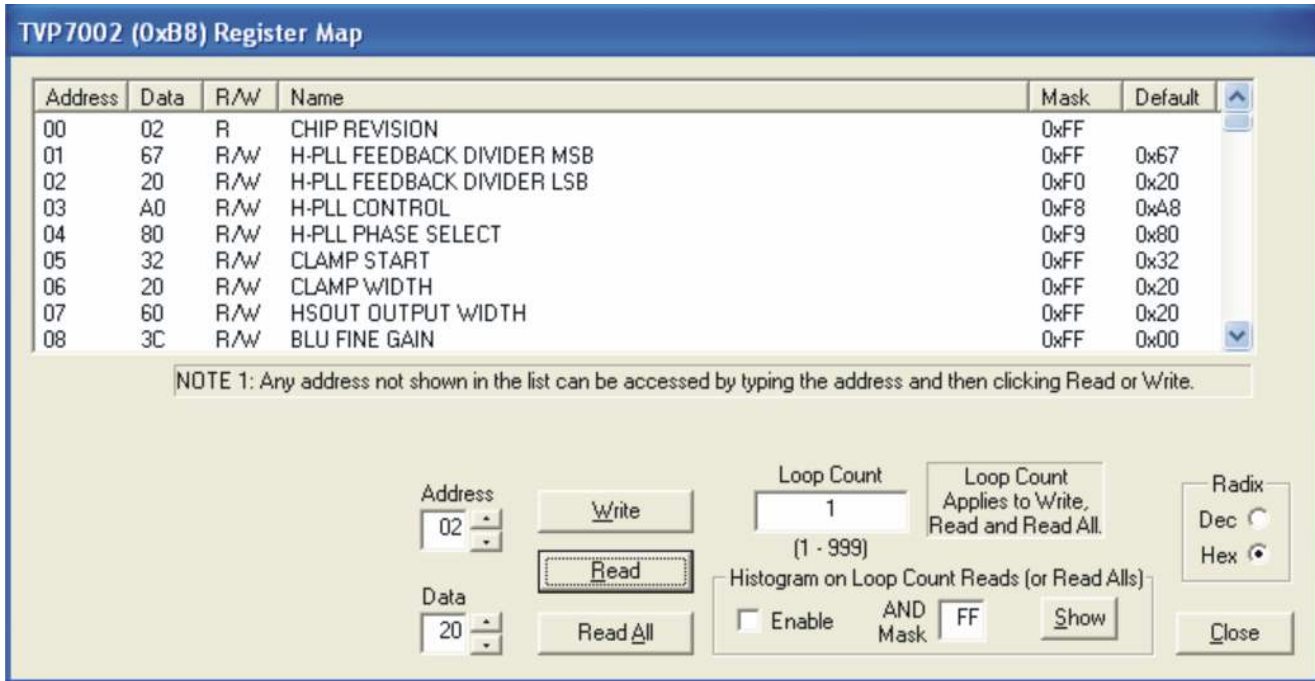 TVP7002 (0xB8) Register Map
Address Data R/W Name Mask Default
00 02 R CHIP REVISION 0xFF
01 67 R/W H-PLL FEEDBACK DIVIDER MSB 0xFF 0x67
02 20 R/W H-PLL FEEDBACK DIVIDER LSB 0xF0 0x20
03 A0 R/W H-PLL CONTROL 0xF8 0xA8
04 80 R/W H-PLL PHASE SELECT 0xF9 0x80
05 32 R/W CLAMP START 0xFF 0x32
06 20 R/W CLAMP WIDTH 0xFF 0x20
07 60 R/W HSOUT OUTPUT WIDTH 0xFF 0x20
08 3C R/W BLU FINE GAIN 0xFF 0x00
NOTE 1: Any address not shown in the list can be accessed by typing the address and then clicking Read or Write.
Address
02
Data
20
Write
Read
Read All
Loop Count
1
(1 - 999)
Loop Count
Applies to Write,
Read and Read All.
Histogram on Loop Count Reads (or Read Alls)
Enable
AND
Mask
FF
Show
Radix
Dec
Hex
Close